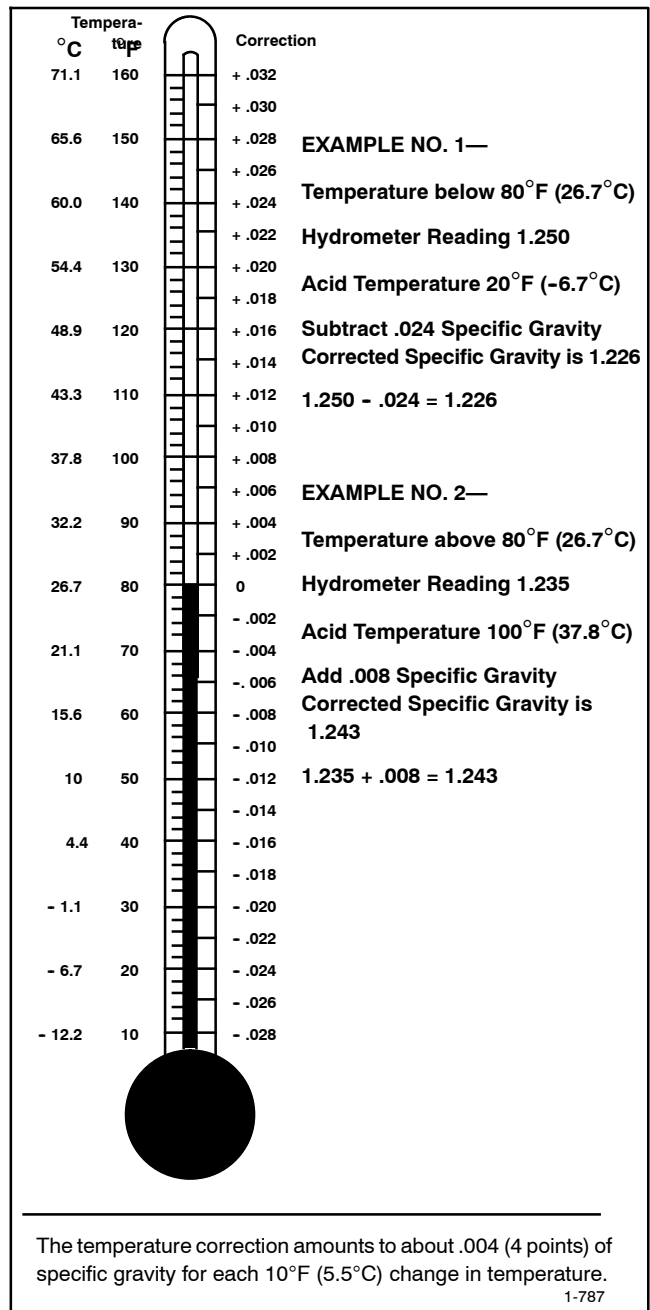 Tempera-
ture
°C °F Correction
71.1 160 + .032
+ .030
65.6 150 + .028
+ .026
60.0 140 + .024
+ .022
54.4 130 + .020
+ .018
48.9 120 + .016
+ .014
43.3 110 + .012
+ .010
37.8 100 + .008
+ .006
32.2 90 + .004
+ .002
26.7 80 0
- .002
21.1 70 - .004
-. 006
15.6 60 - .008
- .010
10 50 - .012
- .014
4.4 40 - .016
- .018
- 1.1 30 - .020
- .022
- 6.7 20 - .024
- .026
- 12.2 10 - .028
EXAMPLE NO. 1—
Temperature below 80°F (26.7°C)
Hydrometer Reading 1.250
Acid Temperature 20°F (-6.7°C)
Subtract .024 Specific Gravity
Corrected Specific Gravity is 1.226
1.250 - .024 = 1.226
EXAMPLE NO. 2—
Temperature above 80°F (26.7°C)
Hydrometer Reading 1.235
Acid Temperature 100°F (37.8°C)
Add .008 Specific Gravity
Corrected Specific Gravity is
1.243
1.235 + .008 = 1.243
The temperature correction amounts to about .004 (4 points) of
specific gravity for each 10°F (5.5°C) change in temperature.
1-787